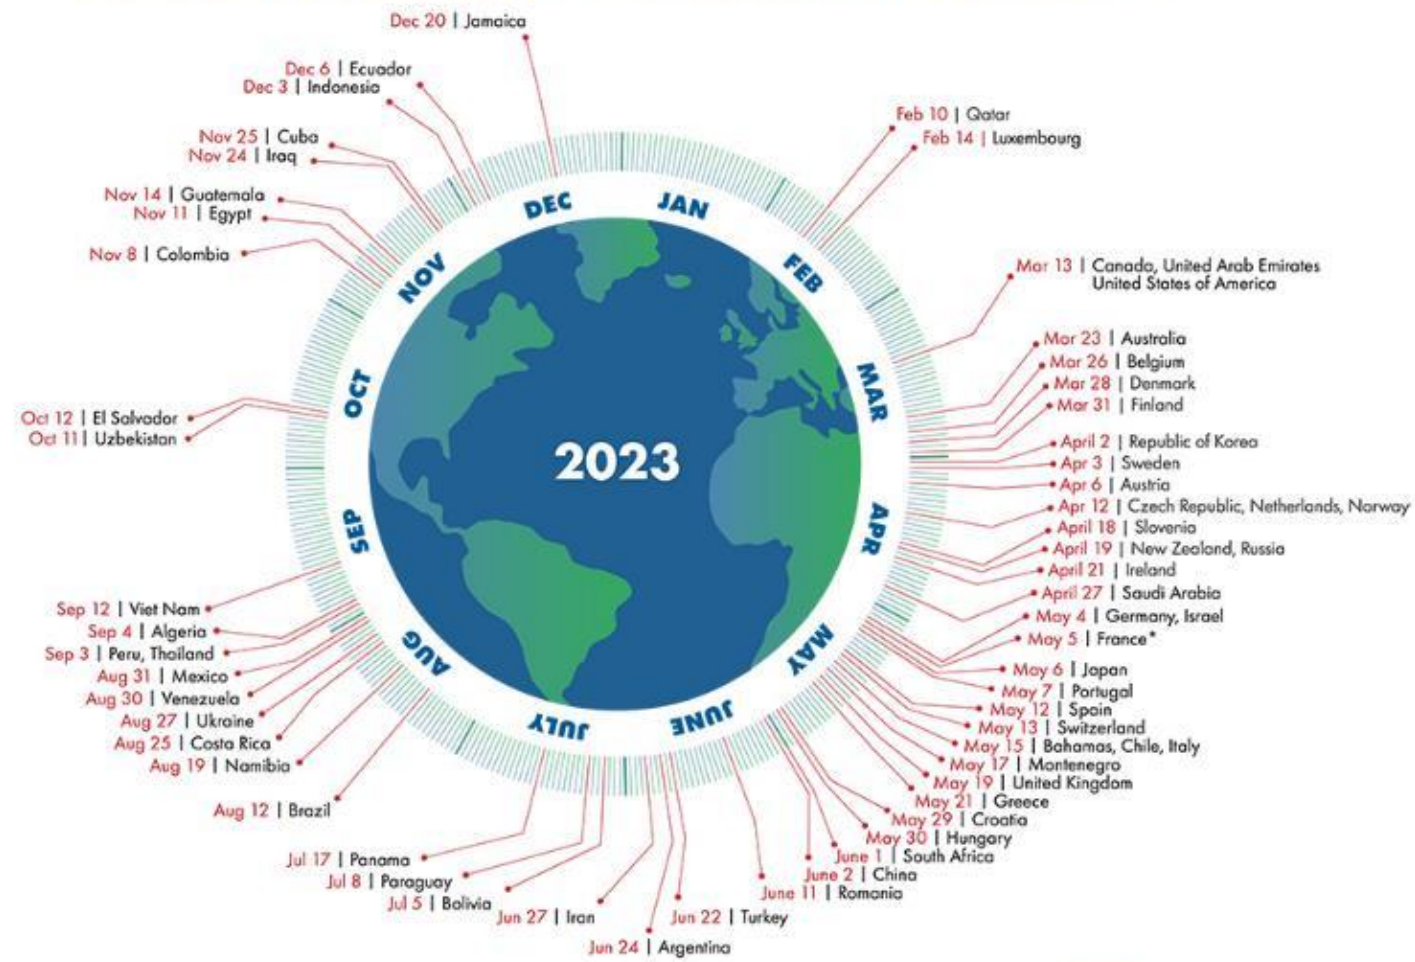 Dec 20 | Jamaica
Dec 6 | Ecuador
Dec 3 | Indonesia
Nov 25 | Cuba
Nov 24 | Iraq
Nov 14 | Guatemala
Nov 11 | Egypt
Nov 8 | Colombia
Oct 12 | El Salvador
Oct 11 | Uzbekistan
Sep 12 | Viet Nam
Sep 4 | Algeria
Sep 3 | Peru, Thailand
Aug 31 | Mexico
Aug 30 | Venezuela
Aug 27 | Ukraine
Aug 25 | Costa Rica
Aug 19 | Namibia
Aug 12 | Brazil
Jul 17 | Panama
Jul 8 | Paraguay
Jul 5 | Bolivia
Jun 27 | Iran
Jun 24 | Argentina
Jun 22 | Turkey
Feb 10 | Qatar
Feb 14 | Luxembourg
Mar 13 | Canada, United Arab Emirates
United States of America
Mar 23 | Australia
Mar 26 | Belgium
Mar 28 | Denmark
Mar 31 | Finland
April 2 | Republic of Korea
Apr 3 | Sweden
Apr 6 | Austria
Apr 12 | Czech Republic, Netherlands, Norway
April 18 | Slovenia
April 19 | New Zealand, Russia
April 21 | Ireland
April 27 | Saudi Arabia
May 4 | Germany, Israel
May 5 | France*
May 6 | Japan
May 7 | Portugal
May 12 | Spain
May 13 | Switzerland
May 15 | Bahamas, Chile, Italy
May 17 | Montenegro
May 19 | United Kingdom
May 21 | Greece
May 29 | Croatia
May 30 | Hungary
June 1 | South Africa
June 2 | China
June 11 | Romania
JAN
FEB
MAR
APR
MAY
JUNE
JULY
AUG
SEP
OCT
NOV
DEC
2023